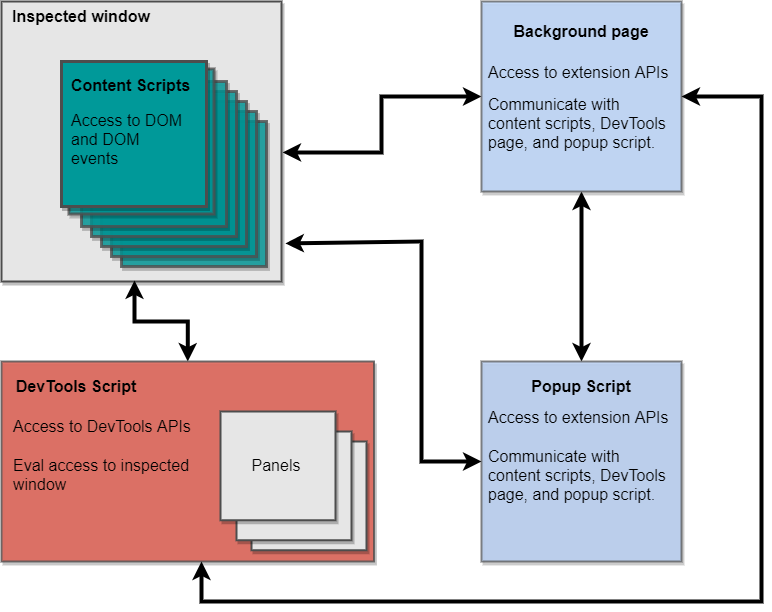 Inspected window
Content Scripts
Access to DOM
and DOM
events
Background page
Access to extension APIs
Communicate with
content scripts, DevTools
page, and popup script.
DevTools Script
Access to DevTools APIs
Eval access to inspected
window
Panels
Popup Script
Access to extension APIs
Communicate with
content scripts, DevTools
page, and popup script.